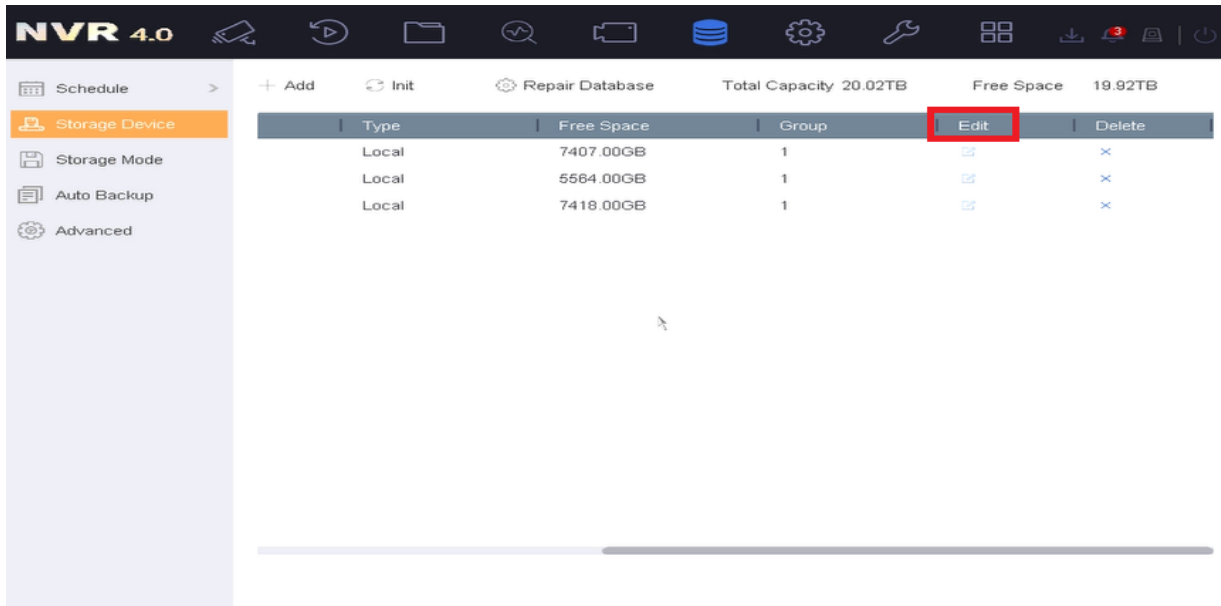 NVR 4.0
3
Schedule >
Storage Device
Storage Mode
Auto Backup
Advanced
Add Init Repair Database Total Capacity 20.02TB Free Space 19.92TB
Type Free Space Group Edit Delete
Local 7407.00GB 1
Local 5564.00GB 1
Local 7418.00GB 1